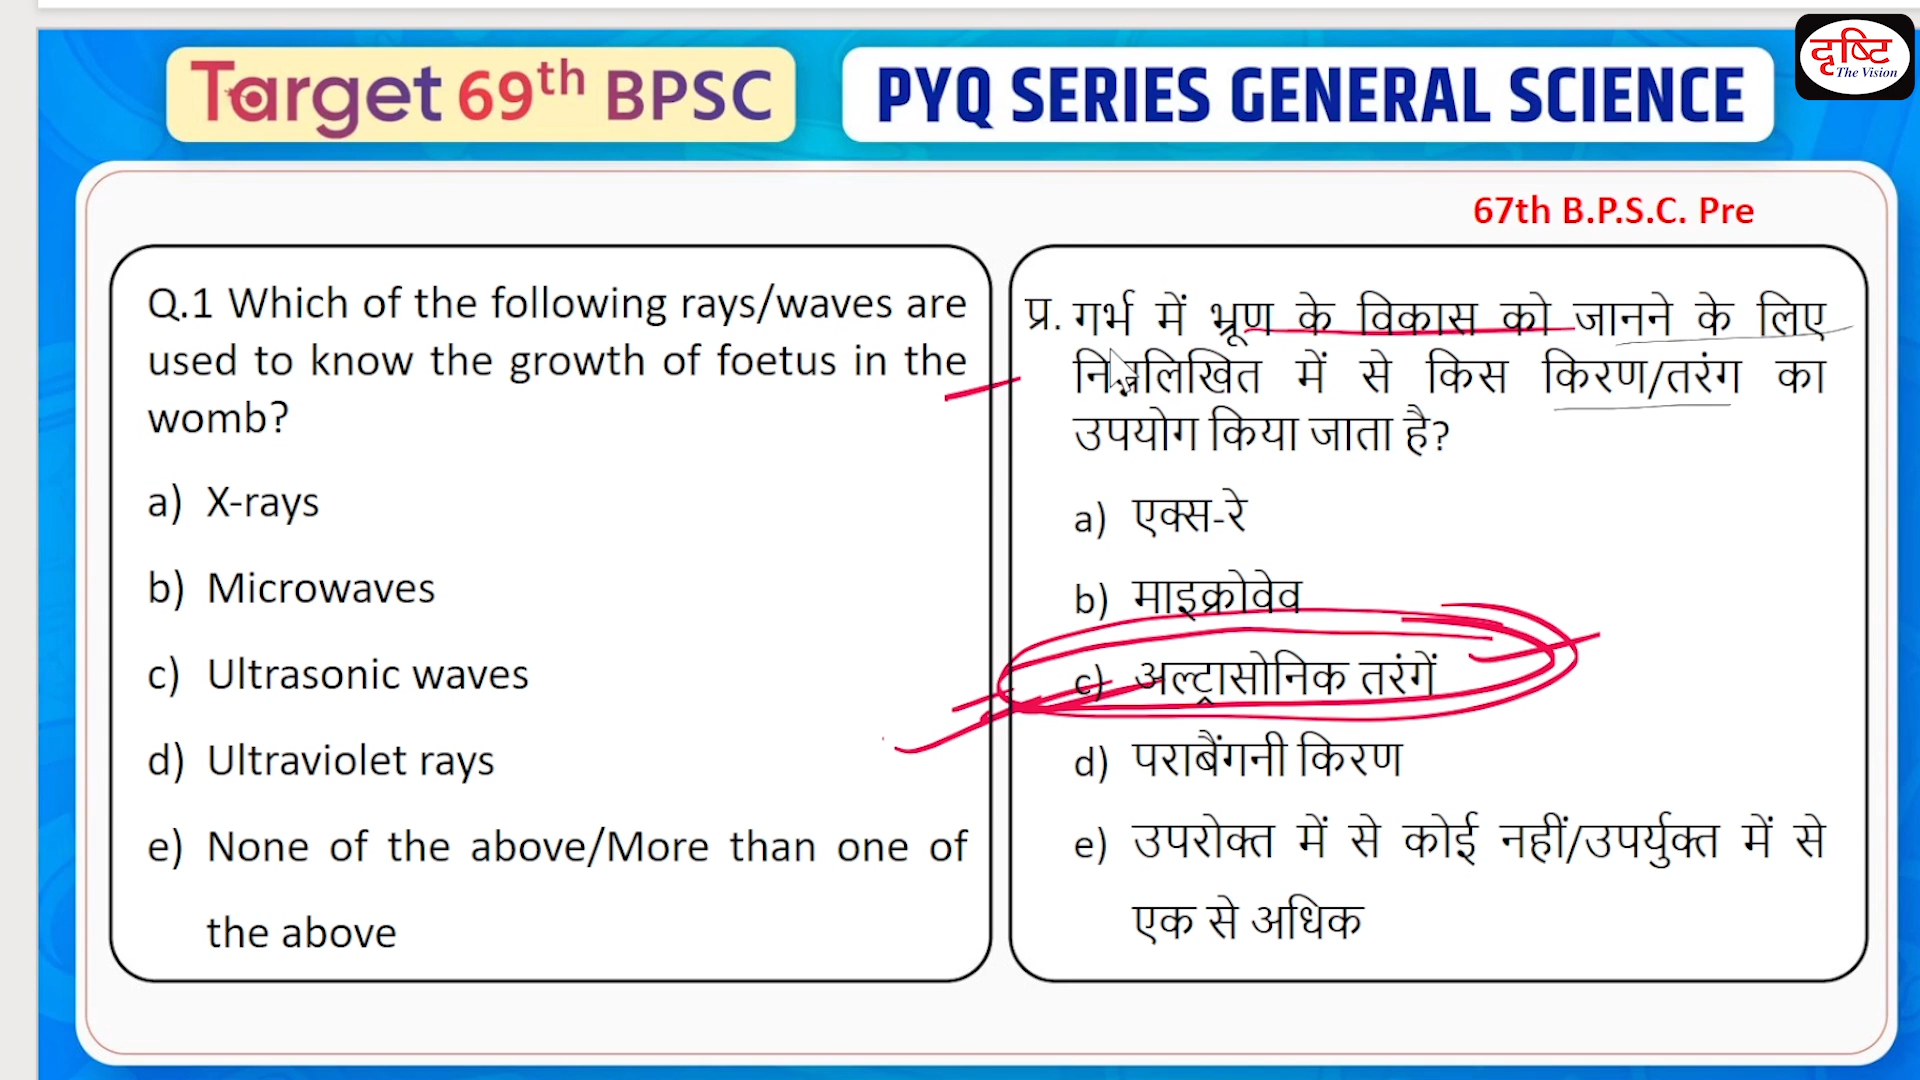 Target 69th BPSC
PYQ SERIES GENERAL SCIENCE
दृष्टि
The Vision
67th B.P.S.C. Pre
Q.1 Which of the following rays/waves are
used to know the growth of foetus in the
womb?
a) X-rays
b) Microwaves
c) Ultrasonic waves
d) Ultraviolet rays
e) None of the above/More than one of
the above
प्र. गर्भ में भ्रूण के विकास को जानने के लिए
निम्नलिखित में से किस किरण/तरंग का
उपयोग किया जाता है?
a) एक्स-रे
b) माइक्रोवेव
c) अल्ट्रासोनिक तरंगें
d) पराबैंगनी किरण
e) उपरोक्त में से कोई नहीं/उपर्युक्त में से
एक से अधिक